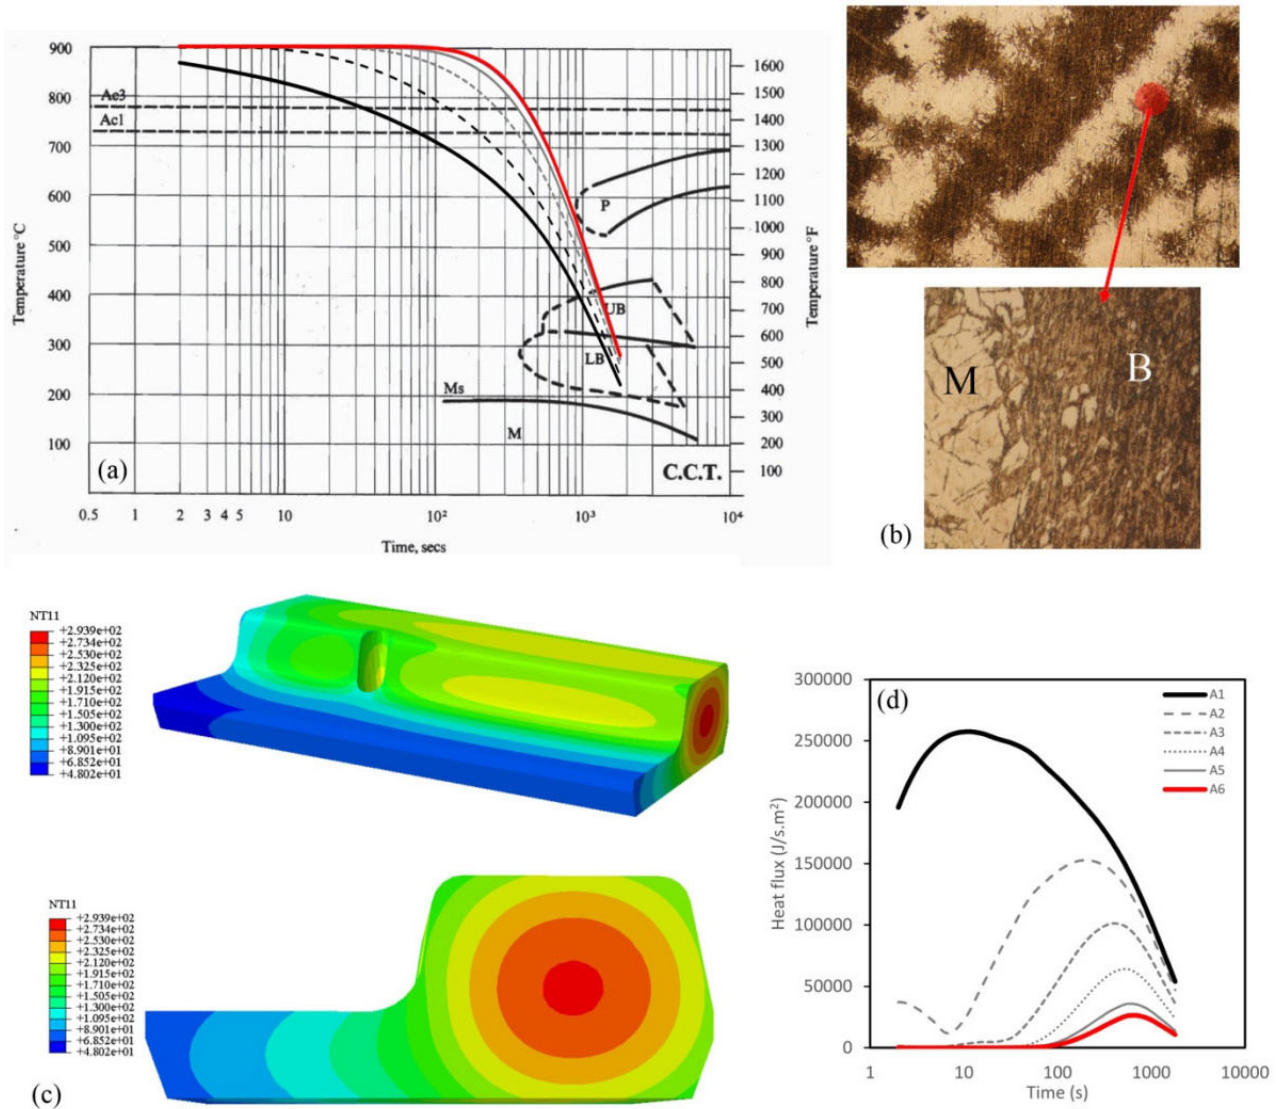 900
800
700
600
500
400
300
200
100
Temperature °C
Ac3
Ac1
P
UB
LB
Ms
M
C.C.T.
(a)
1600
1500
1400
1300
1200
1100
1000
900
800
700
600
500
400
300
200
100
Temperature °F
0.5 1 2 3 4 5 10 10² 10³ 10⁴
Time, secs
M
B
(b)
NT11
+2.939e+02
+2.734e+02
+2.530e+02
+2.325e+02
+2.120e+02
+1.915e+02
+1.710e+02
+1.505e+02
+1.300e+02
+1.095e+02
+8.901e+01
+6.852e+01
+4.802e+01
NT11
+2.939e+02
+2.734e+02
+2.530e+02
+2.325e+02
+2.120e+02
+1.915e+02
+1.710e+02
+1.505e+02
+1.300e+02
+1.095e+02
+8.901e+01
+6.852e+01
+4.802e+01
(c)
(d)
300000
250000
200000
150000
100000
50000
0
Heat flux (J/s.m²)
A1
A2
A3
A4
A5
A6
1 10 100 1000 10000
Time (s)